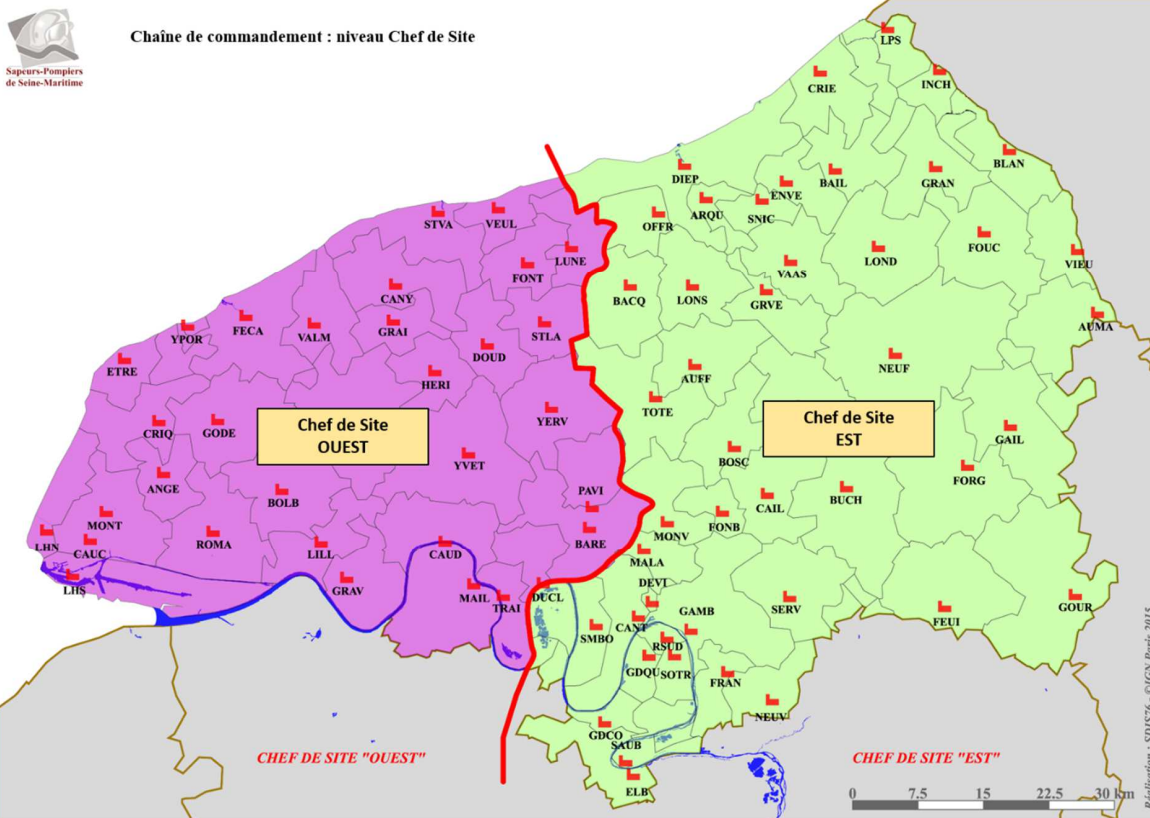 Chaîne de commandement : niveau Chef de Site
Sapeurs-Pompiers
de Seine-Maritime
LPS
CRIE
INCH
BLAN
DIEP
BAIL
GRAN
ENVE
ARQU
SNIC
OFFR
STVA
VEUL
FOUC
LUNE
LOND
VIEU
FONT
VAAS
CANY
BACQ
LONS
GRVE
AUMA
FECA
YPOR
VALM
GRAI
STLA
DOUD
ETRE
NEUF
HERI
AUFF
TOTE
YERV
CRIQ
GODE
Chef de Site
OUEST
Chef de Site
EST
GAIL
YVET
BOSC
FORG
ANGE
BOLB
PAVI
CAIL
BUCH
MONT
FONB
MONV
LHN
CAUC
ROMA
LILL
CAUD
BARE
MALA
LHS
GRAV
MAIL
TRAI
DUCL
DEVI
GAMB
SERV
GOUR
FEUI
SMBO
CANT
RSUD
GDQU
SOTR
FRAN
NEUV
GDCO
SAUB
ELB
CHEF DE SITE "OUEST"
CHEF DE SITE "EST"
0 7.5 15 22.5 30 km
Réalisation : SDIS76 - ©IGN Paris 2015